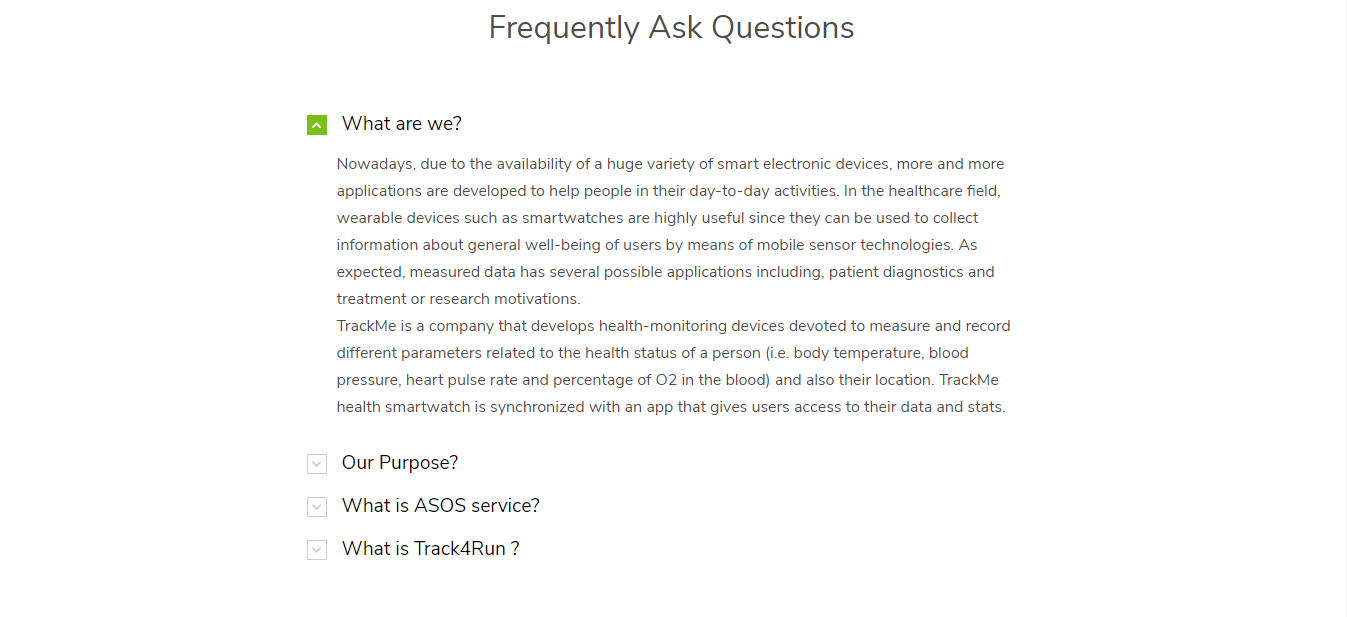 Frequently Ask Questions
What are we?
Nowadays, due to the availability of a huge variety of smart electronic devices, more and more
applications are developed to help people in their day-to-day activities. In the healthcare field,
wearable devices such as smartwatches are highly useful since they can be used to collect
information about general well-being of users by means of mobile sensor technologies. As
expected, measured data has several possible applications including, patient diagnostics and
treatment or research motivations.
TrackMe is a company that develops health-monitoring devices devoted to measure and record
different parameters related to the health status of a person (i.e. body temperature, blood
pressure, heart pulse rate and percentage of O2 in the blood) and also their location. TrackMe
health smartwatch is synchronized with an app that gives users access to their data and stats.
Our Purpose?
What is ASOS service?
What is Track4Run ?